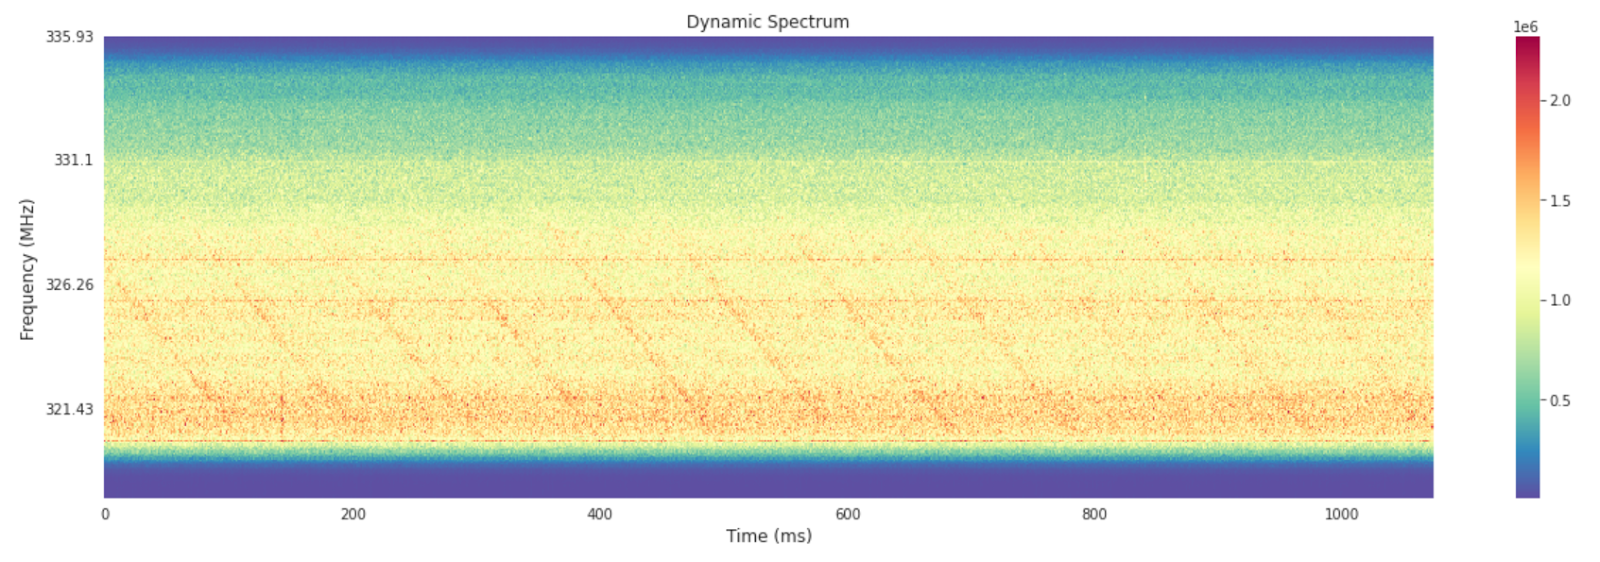 Dynamic Spectrum
1e6
335.93
331.1
326.26
321.43
Frequency (MHz)
0 200 400 600 800 1000
Time (ms)
2.0
1.5
1.0
0.5